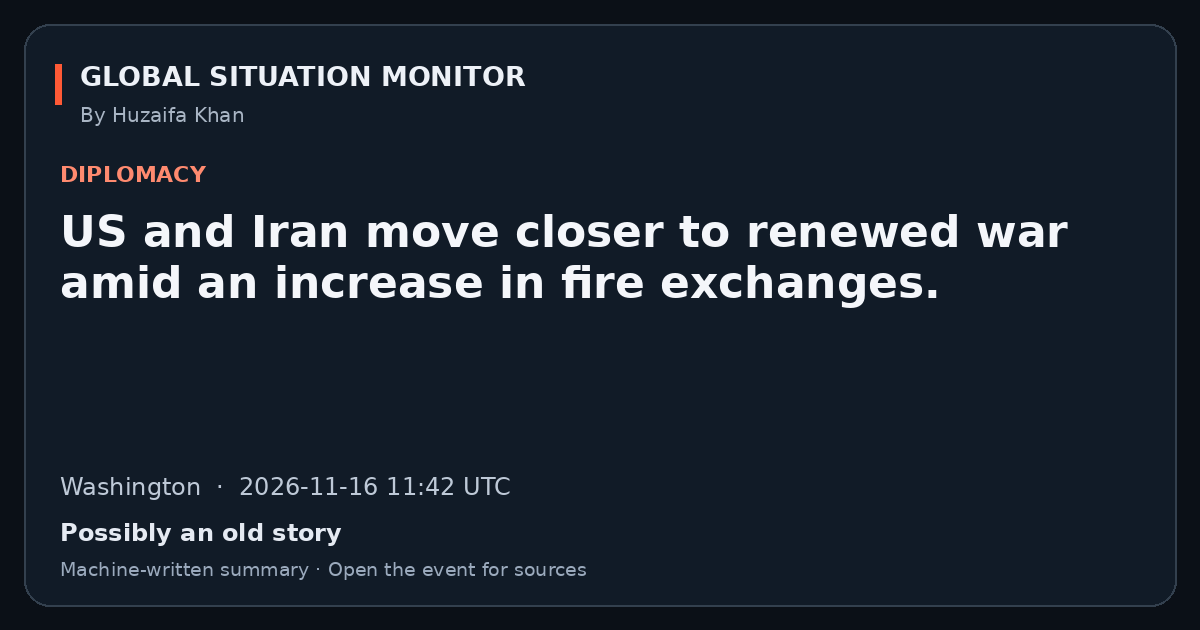 GLOBAL SITUATION MONITOR
By Huzaifa Khan
DIPLOMACY
US and Iran move closer to renewed war
amid an increase in fire exchanges.
Washington · 2026-11-16 11:42 UTC
Possibly an old story
Machine-written summary · Open the event for sources